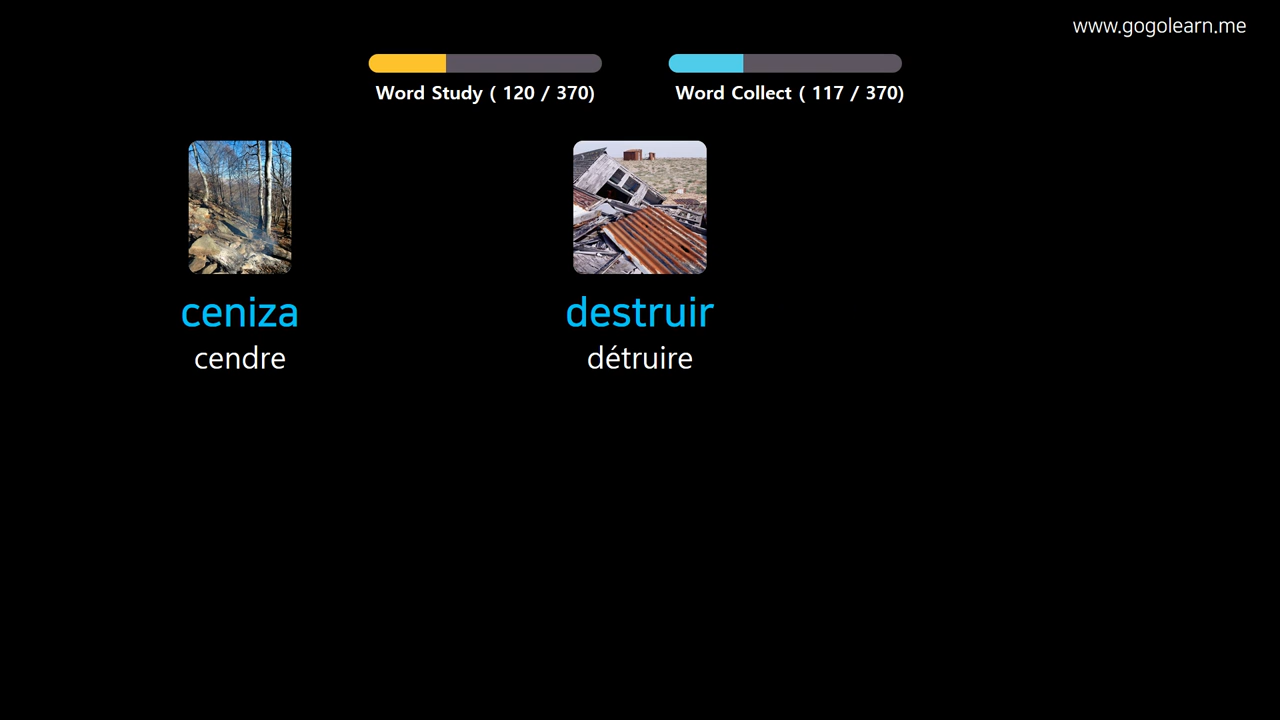 www.gogolearn.me
Word Study ( 120 / 370)
Word Collect ( 117 / 370)
ceniza
cendre
destruir
détruire